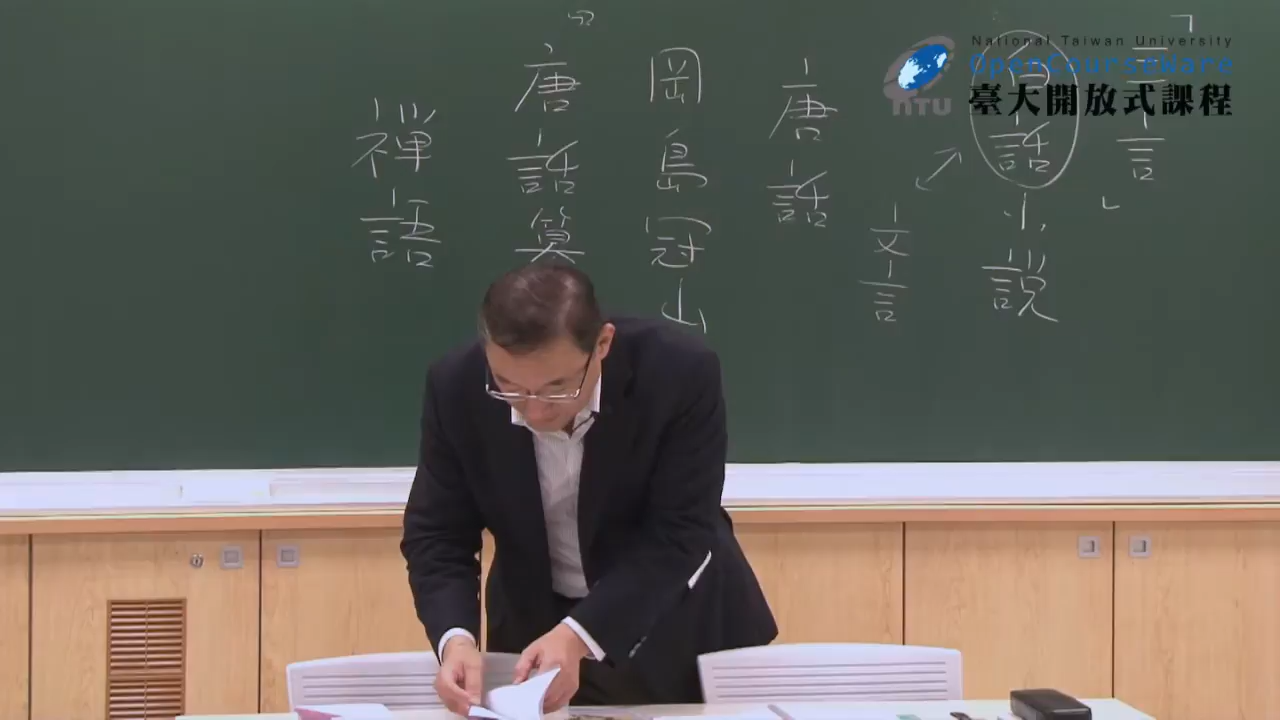 「三言」
白話小說
文言
唐話
岡島冠山
唐話纂
禪語
National Taiwan University
OpenCourseWare
臺大開放式課程
NTU